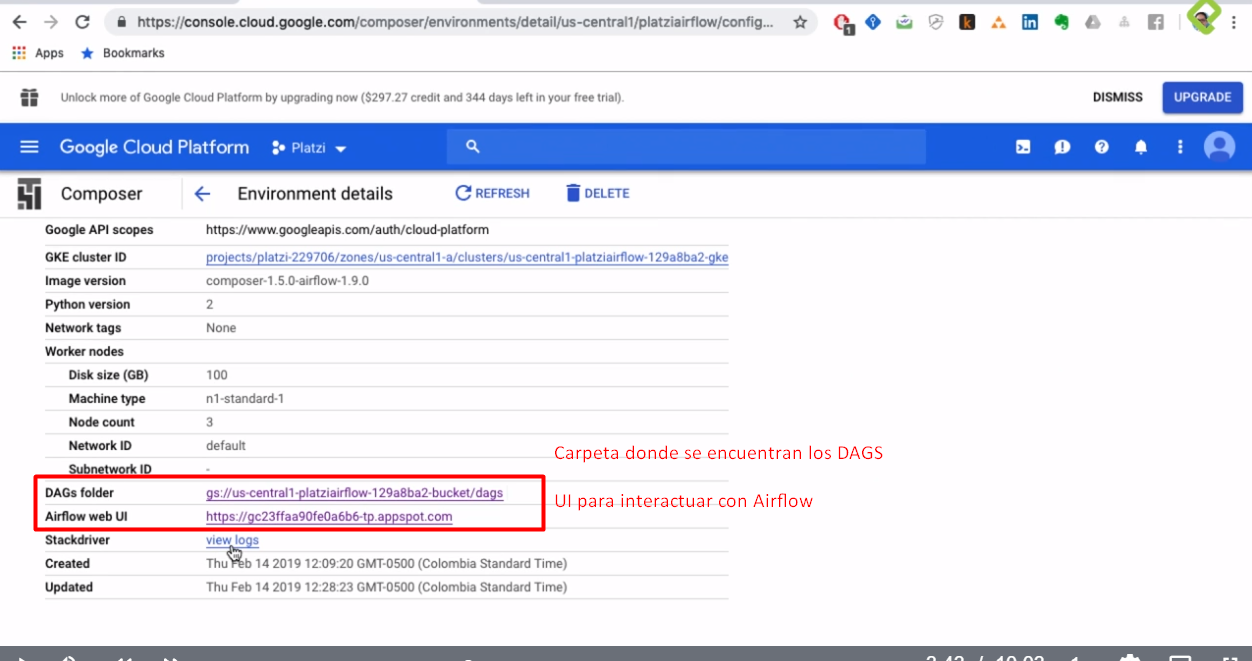 https://console.cloud.google.com/composer/environments/detail/us-central1/platziairflow/config...
1
Apps
Bookmarks
Unlock more of Google Cloud Platform by upgrading now ($297.27 credit and 344 days left in your free trial).
DISMISS
UPGRADE
Google Cloud Platform
Platzi
Composer
Environment details
REFRESH
DELETE
Google API scopes https://www.googleapis.com/auth/cloud-platform
GKE cluster ID projects/platzi-229706/zones/us-central1-a/clusters/us-central1-platziairflow-129a8ba2-gke
Image version composer-1.5.0-airflow-1.9.0
Python version 2
Network tags None
Worker nodes
Disk size (GB) 100
Machine type n1-standard-1
Node count 3
Network ID default
Subnetwork ID -
Carpeta donde se encuentran los DAGS
DAGs folder gs://us-central1-platziairflow-129a8ba2-bucket/dags
UI para interactuar con Airflow
Airflow web UI https://gc23ffaa90fe0a6b6-tp.appspot.com
Stackdriver view logs
Created Thu Feb 14 2019 12:09:20 GMT-0500 (Colombia Standard Time)
Updated Thu Feb 14 2019 12:28:23 GMT-0500 (Colombia Standard Time)